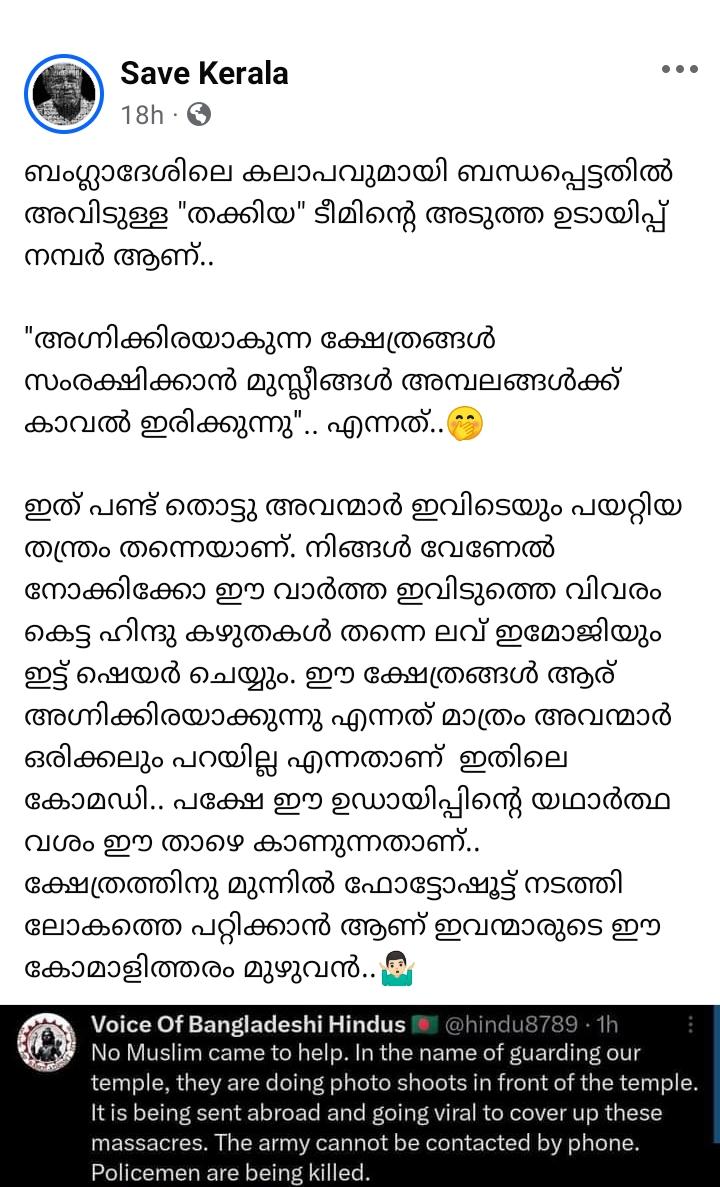 Save Kerala
18h ·
ബംഗ്ലാദേശിലെ കലാപവുമായി ബന്ധപ്പെട്ടതിൽ
അവിടുള്ള "തക്കിയ" ടീമിന്റെ അടുത്ത ഉടായിപ്പ്
നമ്പർ ആണ്..
"അഗ്നിക്കിരയാകുന്ന ക്ഷേത്രങ്ങൾ
സംരക്ഷിക്കാൻ മുസ്ലീങ്ങൾ അമ്പലങ്ങൾക്ക്
കാവൽ ഇരിക്കുന്നു".. എന്നത്..🤭
ഇത് പണ്ട് തൊട്ടു അവന്മാർ ഇവിടെയും പയറ്റിയ
തന്ത്രം തന്നെയാണ്. നിങ്ങൾ വേണേൽ
നോക്കിക്കോ ഈ വാർത്ത ഇവിടുത്തെ വിവരം
കെട്ട ഹിന്ദു കഴുതകൾ തന്നെ ലവ് ഇമോജിയും
ഇട്ട് ഷെയർ ചെയ്യും. ഈ ക്ഷേത്രങ്ങൾ ആര്
അഗ്നിക്കിരയാക്കുന്നു എന്നത് മാത്രം അവന്മാർ
ഒരിക്കലും പറയില്ല എന്നതാണ് ഇതിലെ
കോമഡി.. പക്ഷേ ഈ ഉഡായിപ്പിന്റെ യഥാർത്ഥ
വശം ഈ താഴെ കാണുന്നതാണ്..
ക്ഷേത്രത്തിനു മുന്നിൽ ഫോട്ടോഷൂട്ട് നടത്തി
ലോകത്തെ പറ്റിക്കാൻ ആണ് ഇവന്മാരുടെ ഈ
കോമാളിത്തരം മുഴുവൻ..🤷🏻‍♂️
Voice Of Bangladeshi Hindus 🇧🇩 @hindu8789 · 1h
No Muslim came to help. In the name of guarding our
temple, they are doing photo shoots in front of the temple.
It is being sent abroad and going viral to cover up these
massacres. The army cannot be contacted by phone.
Policemen are being killed.